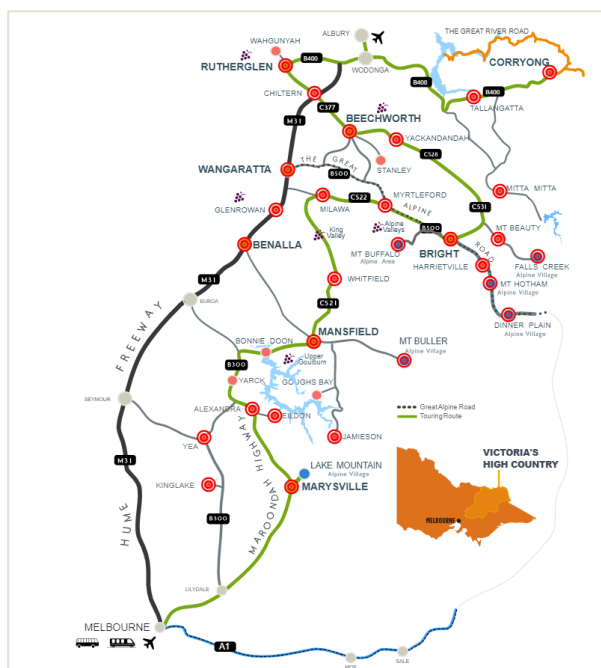 ALBURY
THE GREAT RIVER ROAD
WAHGUNYAH
B400
WODONGA
CORRYONG
RUTHERGLEN
B400
CHILTERN
TALLANGATTA
C377
M31
BEECHWORTH
YACKANDANDAH
C528
WANGARATTA
THE GREAT
B500
STANLEY
MITTA MITTA
MYRTLEFORD
C522
ALPINE
C531
GLENROWAN
MILAWA
MT BEAUTY
King
Valley
Alpine
Valleys
B500
BRIGHT
ROAD
BENALLA
MT BUFFALO
Alpine Area
HARRIETVILLE
FALLS CREEK
Alpine Village
WHITFIELD
MT HOTHAM
Alpine Village
M31
EUROA
C521
DINNER PLAIN
Alpine Village
FREEWAY
BONNIE DOON
MANSFIELD
MT BULLER
Alpine Village
B300
Upper
Goulburn
YARCK
GOUGHS BAY
SEYMOUR
ALEXANDRA
EILDON
Great Alpine Road
Touring Route
YEA
JAMIESON
M31
MAROONDAH HIGHWAY
LAKE MOUNTAIN
Alpine Village
VICTORIA'S
HIGH COUNTRY
KINGLAKE
MARYSVILLE
B300
MELBOURNE
HUME
LILYDALE
MELBOURNE
A1
MOE
SALE